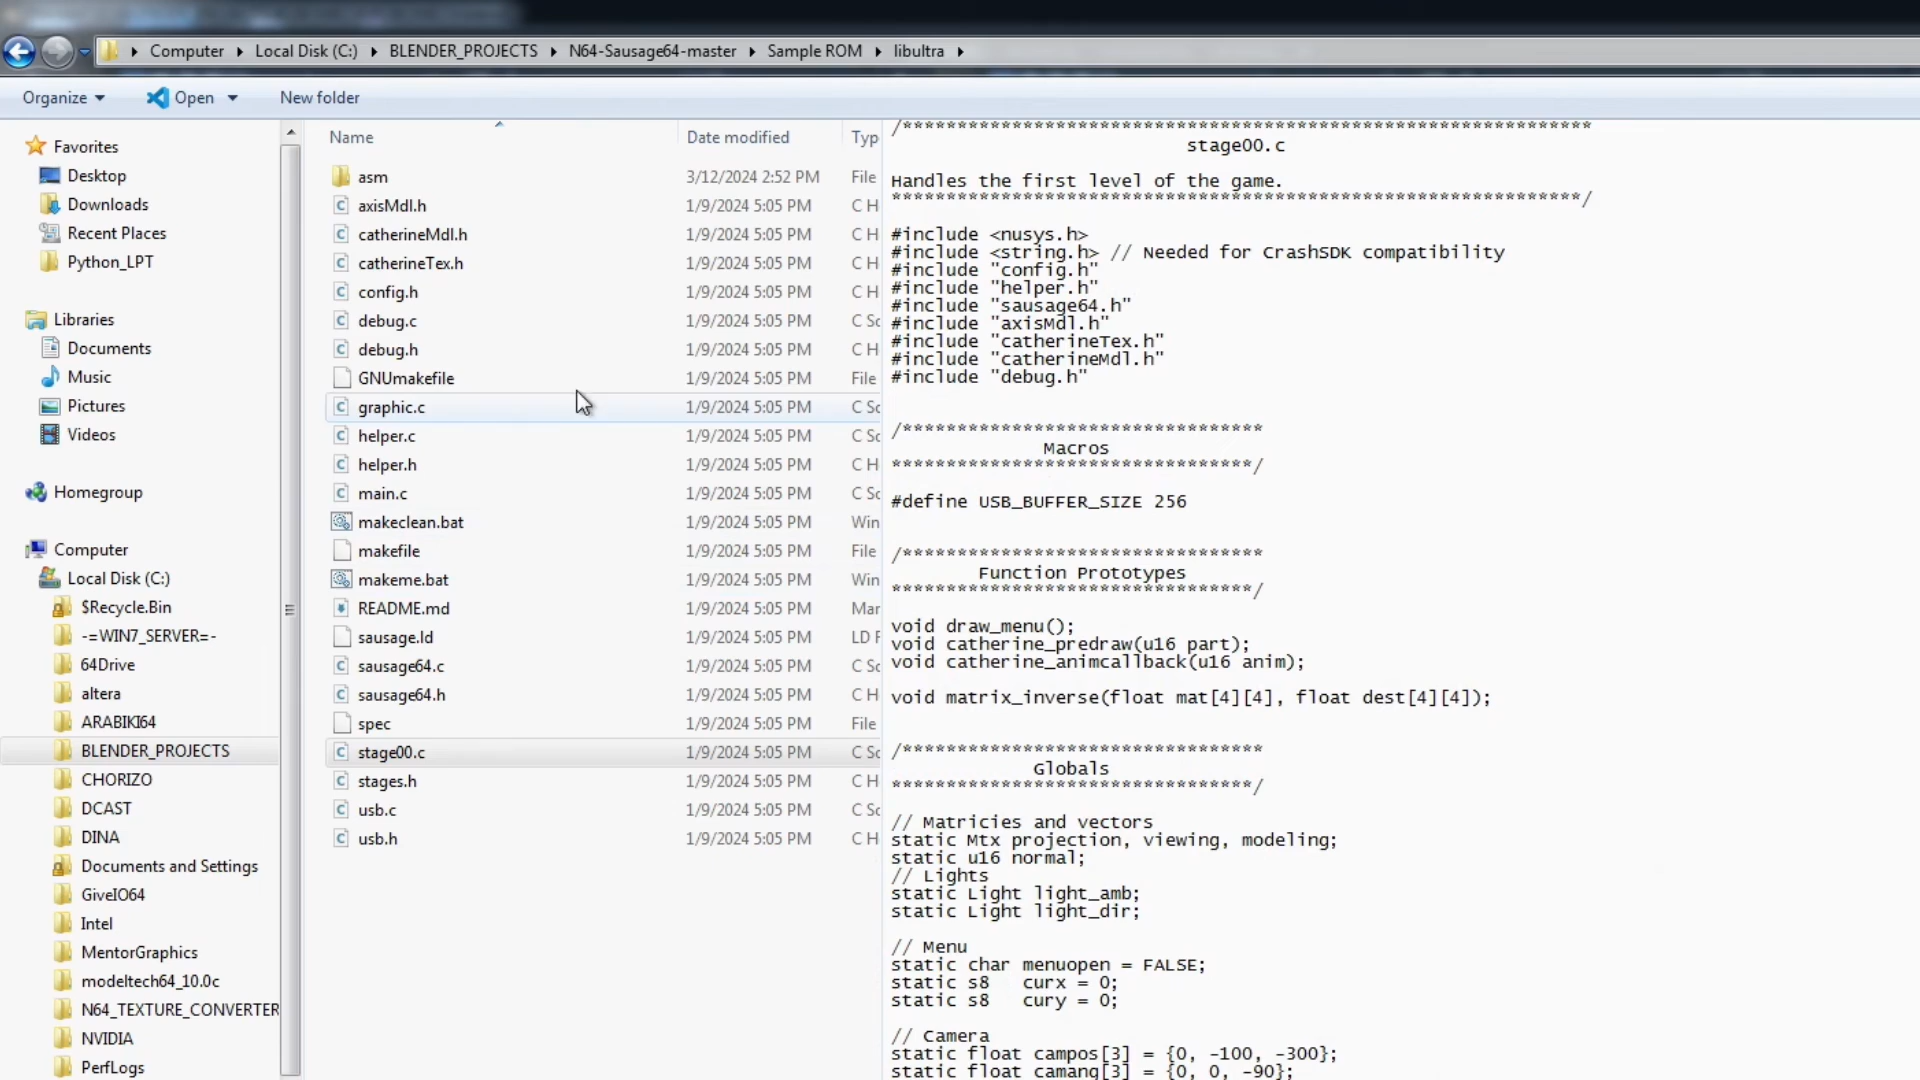 Computer
Local Disk (C:)
BLENDER_PROJECTS
N64-Sausage64-master
Sample ROM
libultra
Organize
Open
New folder
Favorites
Desktop
Downloads
Recent Places
Python_LPT
Libraries
Documents
Music
Pictures
Videos
Homegroup
Computer
Local Disk (C:)
$Recycle.Bin
-=WIN7_SERVER=-
64Drive
altera
ARABIKI64
BLENDER_PROJECTS
CHORIZO
DCAST
DINA
Documents and Settings
GiveIO64
Intel
MentorGraphics
modeltech64_10.0c
N64_TEXTURE_CONVERTER
NVIDIA
PerfLogs
Name Date modified Typ
asm 3/12/2024 2:52 PM File
axisMdl.h 1/9/2024 5:05 PM C H
catherineMdl.h 1/9/2024 5:05 PM C H
catherineTex.h 1/9/2024 5:05 PM C H
config.h 1/9/2024 5:05 PM C H
debug.c 1/9/2024 5:05 PM C So
debug.h 1/9/2024 5:05 PM C H
GNUmakefile 1/9/2024 5:05 PM File
graphic.c 1/9/2024 5:05 PM C So
helper.c 1/9/2024 5:05 PM C So
helper.h 1/9/2024 5:05 PM C H
main.c 1/9/2024 5:05 PM C So
makeclean.bat 1/9/2024 5:05 PM Win
makefile 1/9/2024 5:05 PM File
makeme.bat 1/9/2024 5:05 PM Win
README.md 1/9/2024 5:05 PM Mar
sausage.ld 1/9/2024 5:05 PM LD F
sausage64.c 1/9/2024 5:05 PM C So
sausage64.h 1/9/2024 5:05 PM C H
spec 1/9/2024 5:05 PM File
stage00.c 1/9/2024 5:05 PM C So
stages.h 1/9/2024 5:05 PM C H
usb.c 1/9/2024 5:05 PM C So
usb.h 1/9/2024 5:05 PM C H
/***************************************************************
stage00.c
Handles the first level of the game.
***************************************************************/
#include <nusys.h>
#include <string.h> // Needed for CrashSDK compatibility
#include "config.h"
#include "helper.h"
#include "sausage64.h"
#include "axisMdl.h"
#include "catherineTex.h"
#include "catherineMdl.h"
#include "debug.h"
/*********************************
Macros
*********************************/
#define USB_BUFFER_SIZE 256
/*********************************
Function Prototypes
*********************************/
void draw_menu();
void catherine_predraw(u16 part);
void catherine_animcallback(u16 anim);
void matrix_inverse(float mat[4][4], float dest[4][4]);
/*********************************
Globals
*********************************/
// Matricies and vectors
static Mtx projection, viewing, modeling;
static u16 normal;
// Lights
static Light light_amb;
static Light light_dir;
// Menu
static char menuopen = FALSE;
static s8 curx = 0;
static s8 cury = 0;
// Camera
static float campos[3] = {0, -100, -300};
static float camang[3] = {0, 0, -90};